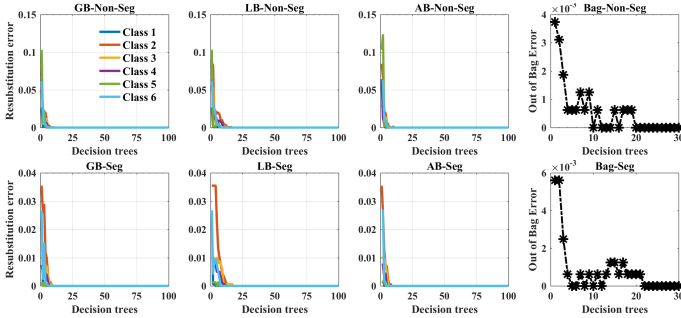 GB-Non-Seg
LB-Non-Seg
AB-Non-Seg
Bag-Non-Seg
Resubstitution error
0.15
0.1
0.05
0
0 25 50 75 100
Decision trees
Class 1
Class 2
Class 3
Class 4
Class 5
Class 6
0.15
0.1
0.05
0
0 25 50 75 100
Decision trees
0.15
0.1
0.05
0
0 25 50 75 100
Decision trees
Out of Bag Error
×10⁻³
4
3
2
1
0
0 10 20 30
Decision trees
GB-Seg
LB-Seg
AB-Seg
Bag-Seg
Resubstitution error
0.04
0.03
0.02
0.01
0
0 25 50 75 100
Decision trees
0.04
0.03
0.02
0.01
0
0 25 50 75 100
Decision trees
0.04
0.03
0.02
0.01
0
0 25 50 75 100
Decision trees
Out of Bag Error
×10⁻³
6
4
2
0
0 10 20 30
Decision trees